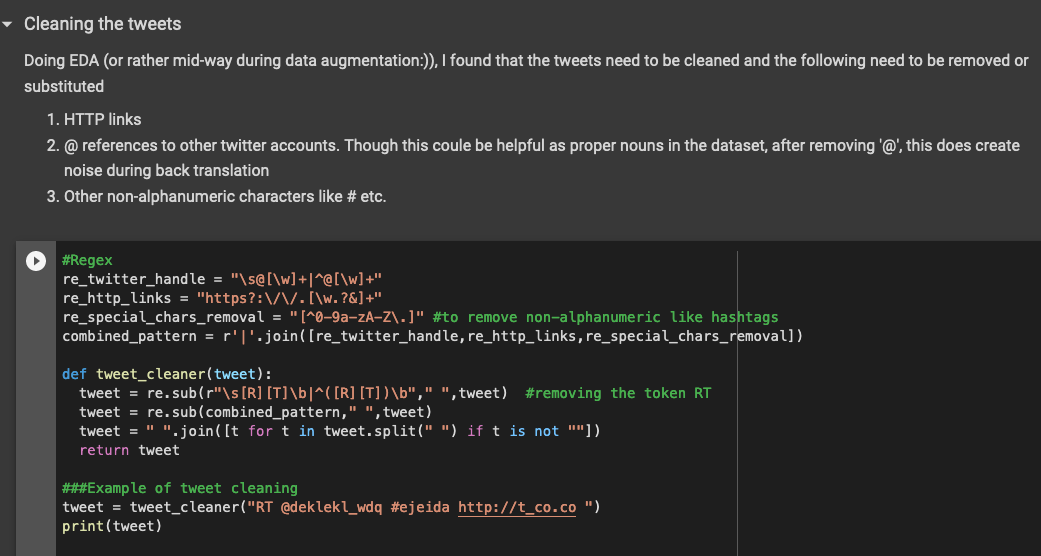 Cleaning the tweets
Doing EDA (or rather mid-way during data augmentation:)), I found that the tweets need to be cleaned and the following need to be removed or
substituted
1. HTTP links
2. @ references to other twitter accounts. Though this coule be helpful as proper nouns in the dataset, after removing '@', this does create
noise during back translation
3. Other non-alphanumeric characters like # etc.
#Regex
re_twitter_handle = "\s@[\w]+|^@[\w]+"
re_http_links = "https?:\/\/.[\w.?&]+"
re_special_chars_removal = "[^0-9a-zA-Z\.]" #to remove non-alphanumeric like hashtags
combined_pattern = r'|'.join([re_twitter_handle,re_http_links,re_special_chars_removal])
def tweet_cleaner(tweet):
  tweet = re.sub(r"\s[R][T]\b|^([R][T])\b"," ",tweet)  #removing the token RT
  tweet = re.sub(combined_pattern," ",tweet)
  tweet = " ".join([t for t in tweet.split(" ") if t is not ""])
  return tweet
###Example of tweet cleaning
tweet = tweet_cleaner("RT @deklekl_wdq #ejeida http://t_co.co ")
print(tweet)